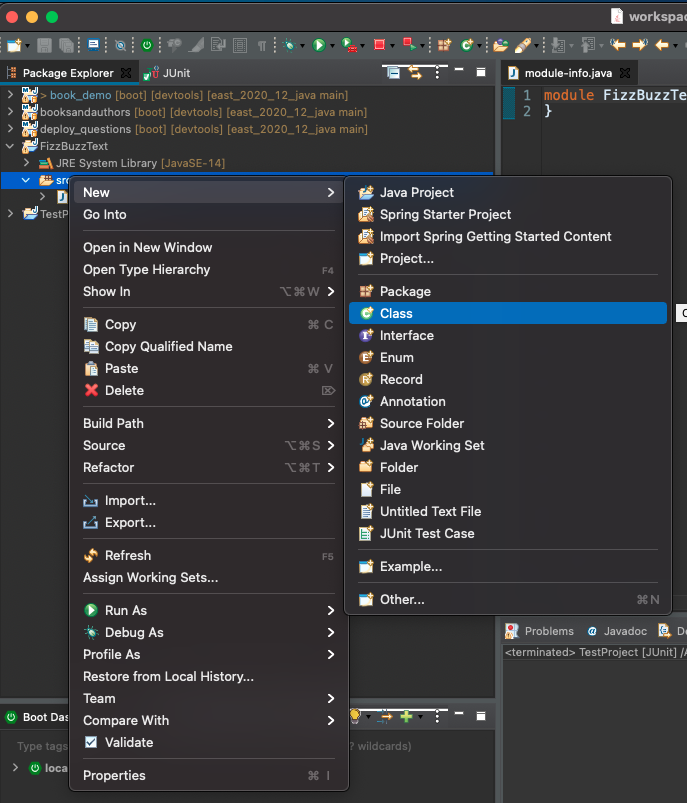 workspac
Package Explorer
JUnit
module-info.java
> book_demo [boot] [devtools] [east_2020_12_java main]
booksandauthors [boot] [devtools] [east_2020_12_java main]
deploy_questions [boot] [devtools] [east_2020_12_java main]
FizzBuzzText
JRE System Library [JavaSE-14]
src
TestP
1 module FizzBuzzTe
2 }
New
Go Into
Open in New Window
Open Type Hierarchy F4
Show In ⌥⌘W
Copy ⌘C
Copy Qualified Name
Paste ⌘V
Delete ⌦
Build Path
Source ⌥⌘S
Refactor ⌥⌘T
Import...
Export...
Refresh F5
Assign Working Sets...
Run As
Debug As
Profile As
Restore from Local History...
Team
Compare With
Validate
Properties ⌘I
Java Project
Spring Starter Project
Import Spring Getting Started Content
Project...
Package
Class
Interface
Enum
Record
Annotation
Source Folder
Java Working Set
Folder
File
Untitled Text File
JUnit Test Case
Example...
Other... ⌘N
Problems
Javadoc
De
<terminated> TestProject [JUnit] /A
Boot Das
Type tags
? wildcards)
loca